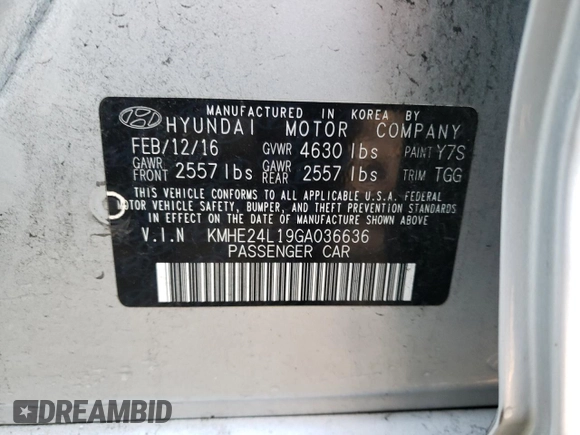 MANUFACTURED IN KOREA BY
HYUNDAI MOTOR COMPANY
FEB/12/16 GVWR 4630 lbs PAINT Y7S
GAWR FRONT 2557 lbs GAWR REAR 2557 lbs TRIM TGG
THIS VEHICLE CONFORMS TO ALL APPLICABLE U.S.A. FEDERAL
MOTOR VEHICLE SAFETY, BUMPER, AND THEFT PREVENTION STANDARDS
IN EFFECT ON THE DATE OF MANUFACTURE SHOWN ABOVE
V.I.N KMHE24L19GA036636
PASSENGER CAR
DREAMBID